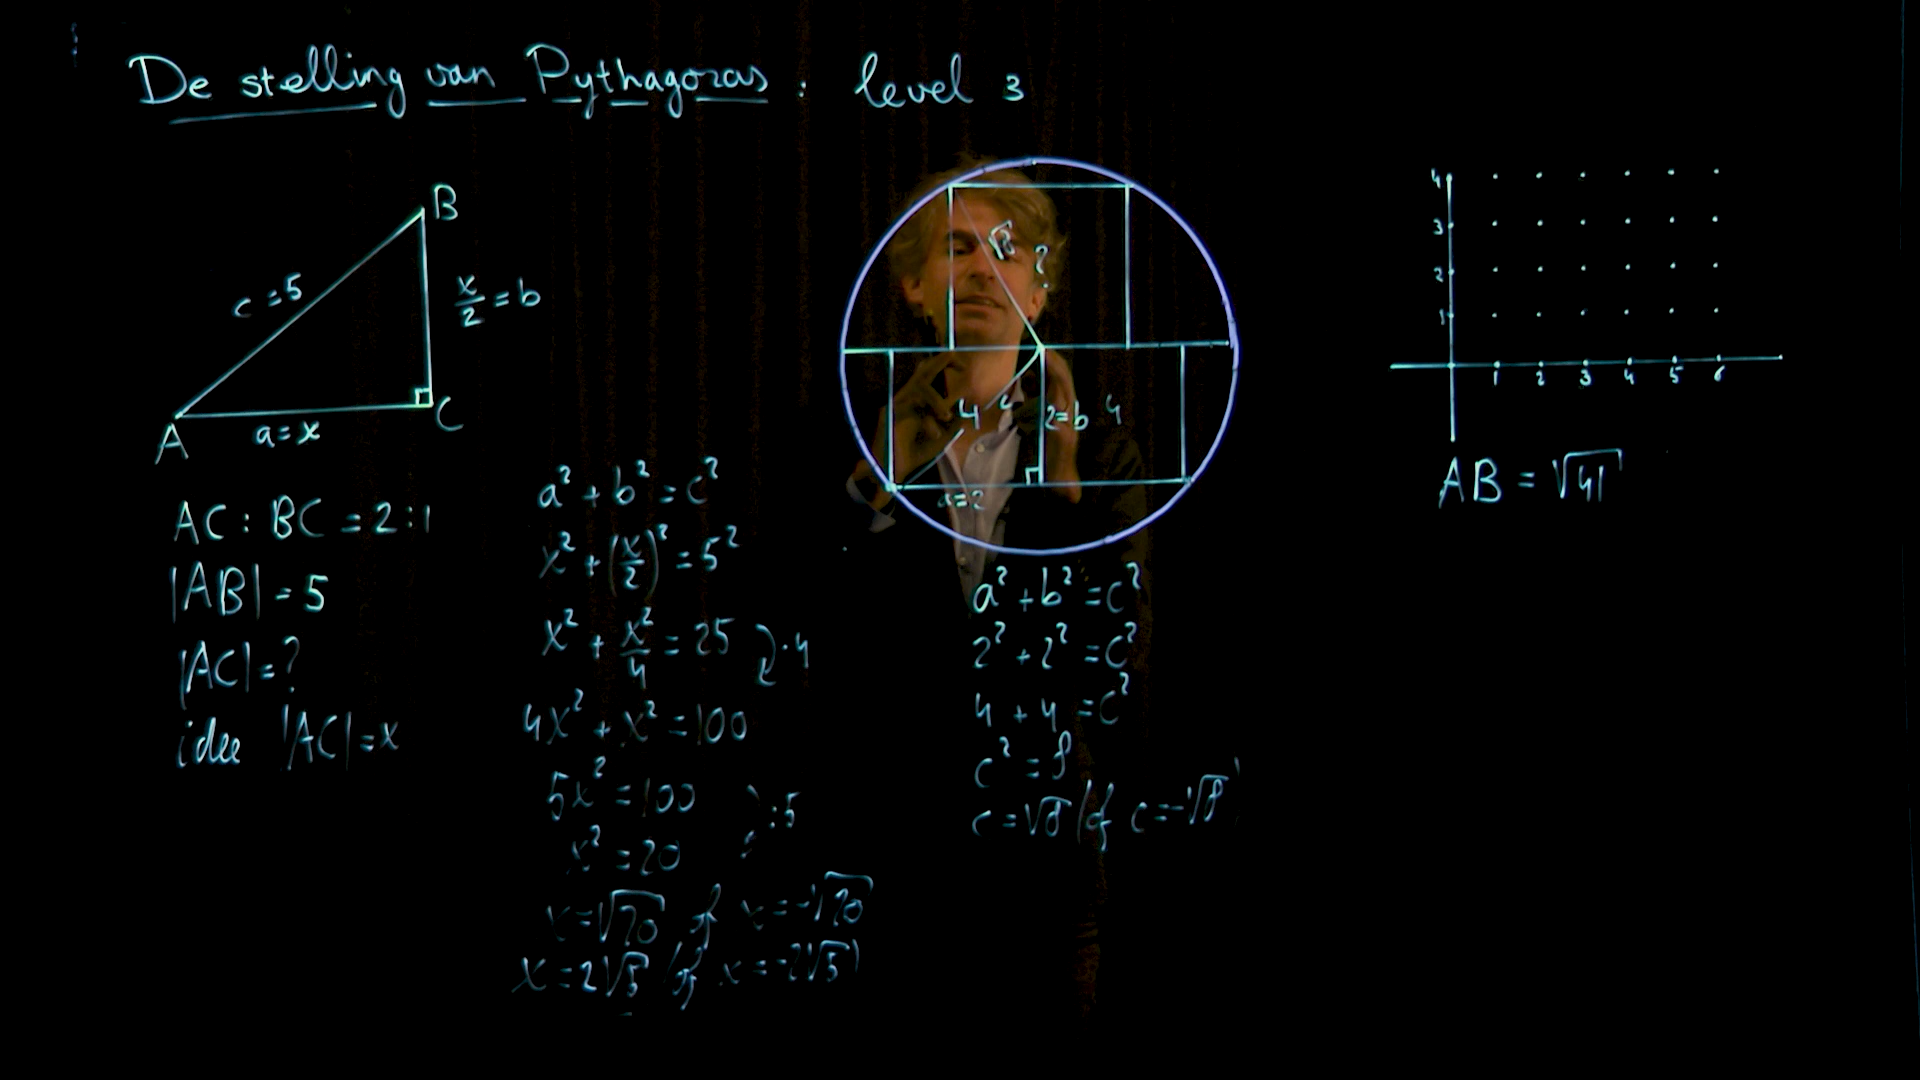 De stelling van Pythagoras : level 3
B
c = 5
x/2 = b
A
a = x
C
AC : BC = 2 : 1
|AB| = 5
|AC| = ?
idee |AC| = x
a² + b² = c²
x² + (x/2)² = 5²
x² + x²/4 = 25 ) · 4
4x² + x² = 100
5x² = 100
x² = 20 ) : 5
x = √20 of x = -√20
x = 2√5 (of x = -2√5)
√8 ?
4 c 2 = b 4
a = 2
a² + b² = c²
2² + 2² = c²
4 + 4 = c²
c² = 8
c = √8 (of c = -√8)
4
3
2
1
1 2 3 4 5 6
AB = √41